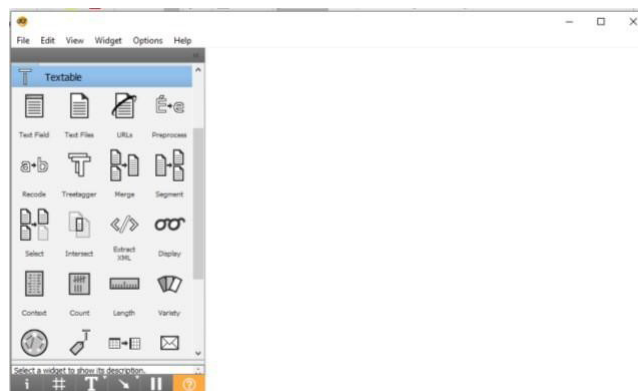 File Edit View Widget Options Help
Textable
Text Field Text Files URLs Preprocess
Recode Treetagger Merge Segment
Select Intersect Extract XML Display
Context Count Length Variety
Select a widget to show its description.